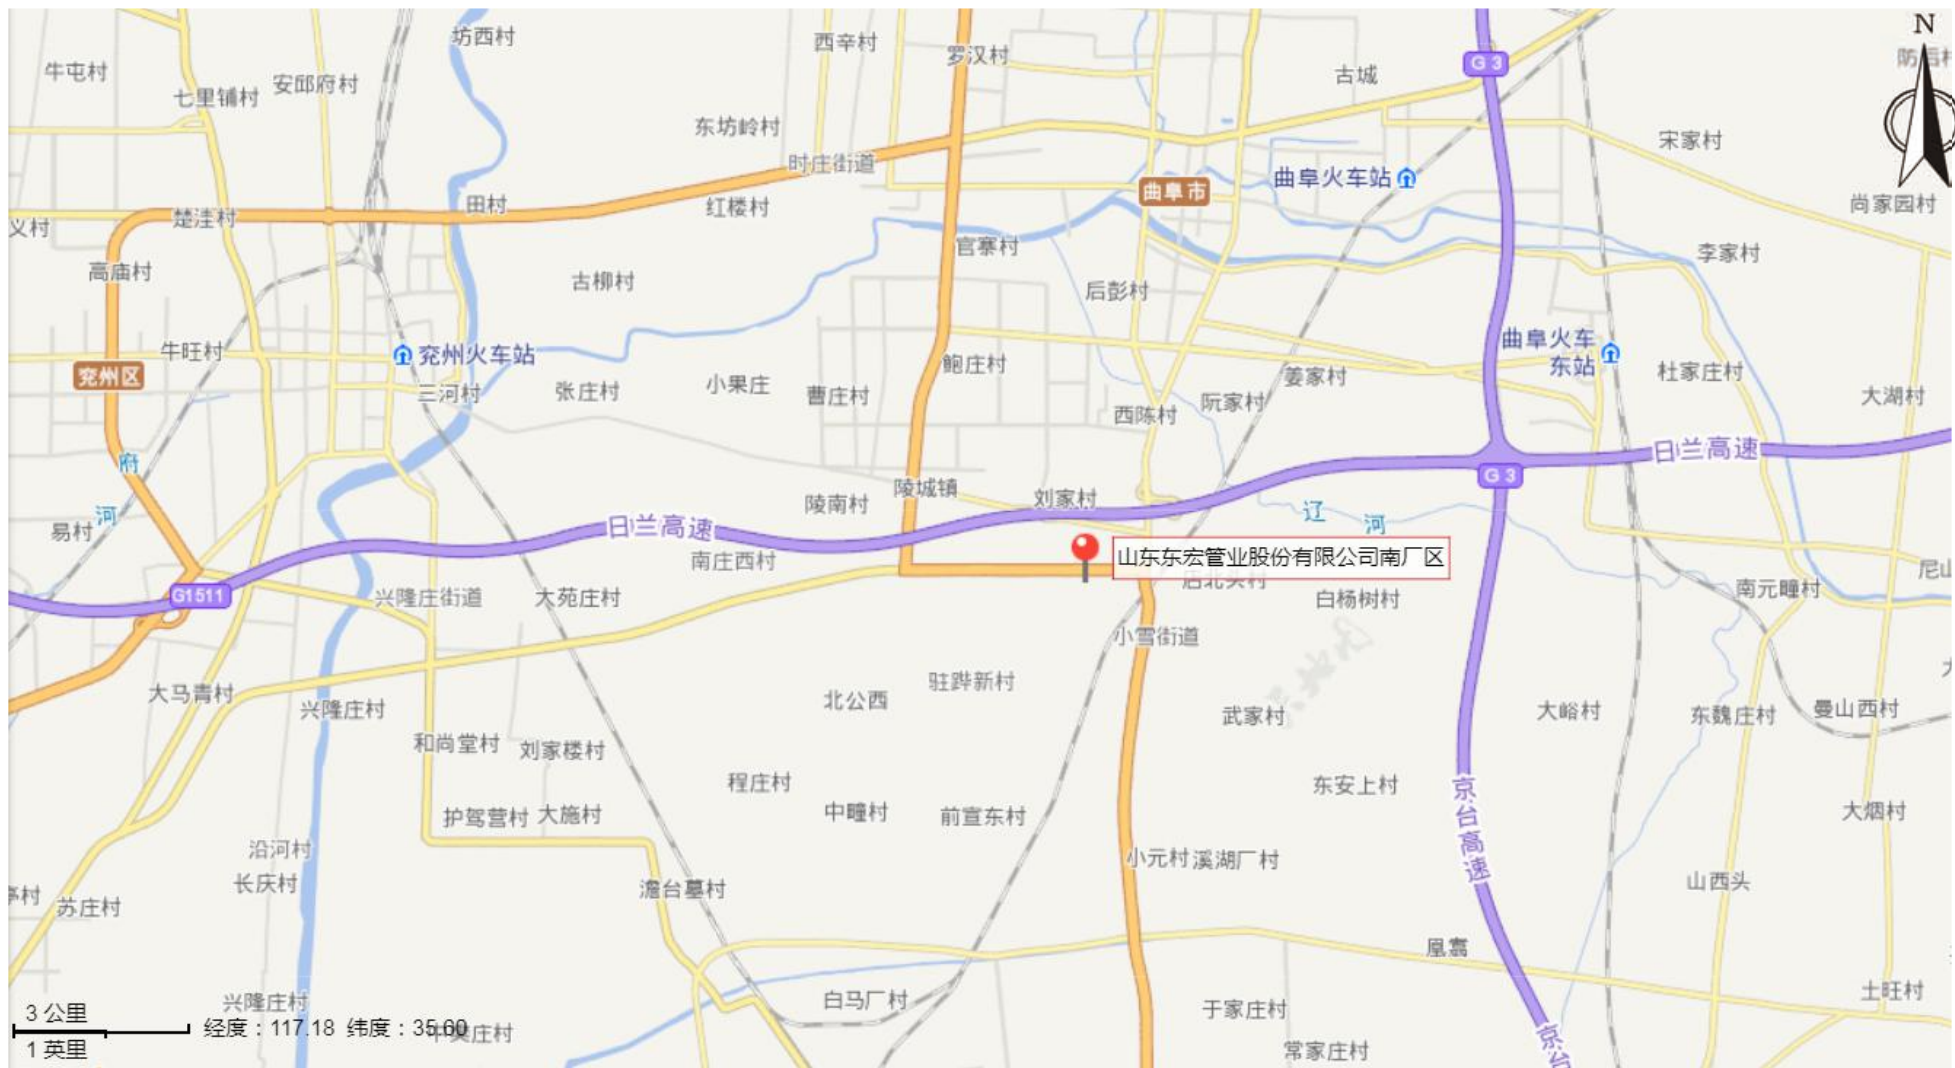 坊西村
西辛村
罗汉村
G 3
N
牛屯村
安邱府村
七里铺村
古城
东坊岭村
时庄街道
宋家村
曲阜火车站
曲阜市
尚家园村
田村
红楼村
楚洼村
义村
官寨村
李家村
高庙村
古柳村
后彭村
牛旺村
兖州火车站
曲阜火车
东站
鲍庄村
姜家村
杜家庄村
兖州区
三河村
张庄村
小果庄
曹庄村
阮家村
西陈村
大湖村
日兰高速
府
河
G 3
陵城镇
刘家村
陵南村
辽
河
易村
日兰高速
南庄西村
山东东宏管业股份有限公司南厂区
店北头村
尼山
G1511
兴隆庄街道
大苑庄村
白杨树村
南元疃村
小雪街道
驻跸新村
大马青村
兴隆庄村
北公西
武家村
大峪村
东魏庄村
曼山西村
和尚堂村
刘家楼村
程庄村
东安上村
京台高速
护驾营村
大施村
中疃村
前宣东村
大烟村
沿河村
长庆村
小元村
溪湖厂村
澹台墓村
山西头
苏庄村
凰翥
兴隆庄村
白马厂村
于家庄村
土旺村
3 公里
经度：117.18 纬度：35.60
1 英里
常家庄村
京台